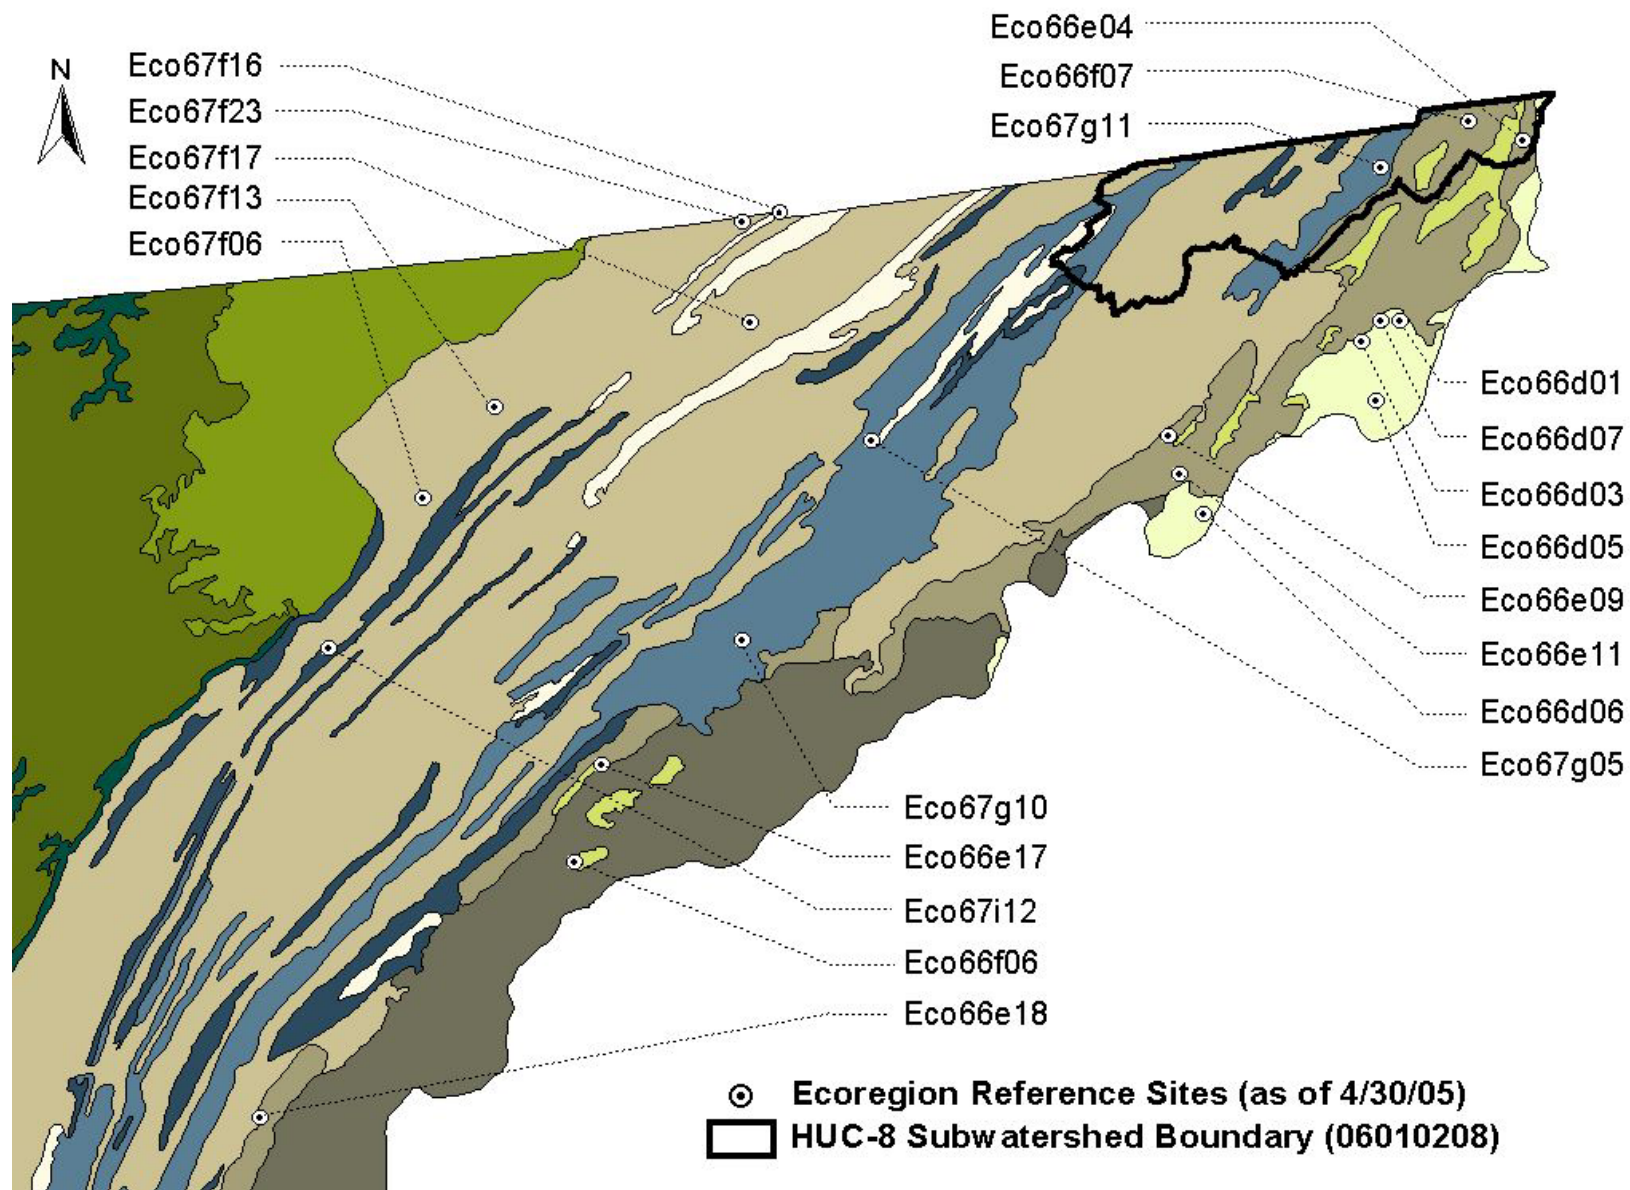 Eco66e04
Eco66f07
Eco67g11
N
Eco67f16
Eco67f23
Eco67f17
Eco67f13
Eco67f06
Eco66d01
Eco66d07
Eco66d03
Eco66d05
Eco66e09
Eco66e11
Eco66d06
Eco67g05
Eco67g10
Eco66e17
Eco67i12
Eco66f06
Eco66e18
Ecoregion Reference Sites (as of 4/30/05)
HUC-8 Subwatershed Boundary (06010208)